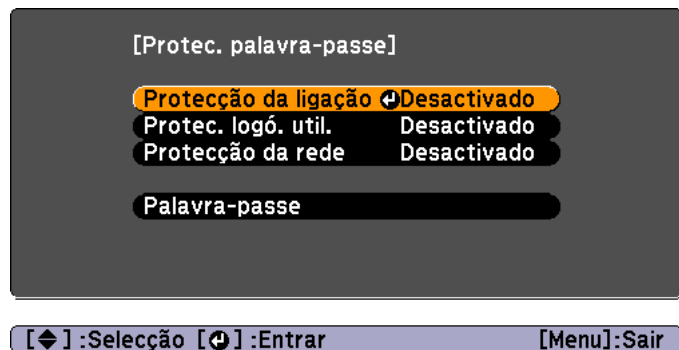 [Protec. palavra-passe]
Protecção da ligação Desactivado
Protec. logó. util. Desactivado
Protecção da rede Desactivado
Palavra-passe
[ ] :Selecção [ ] :Entrar [Menu]:Sair